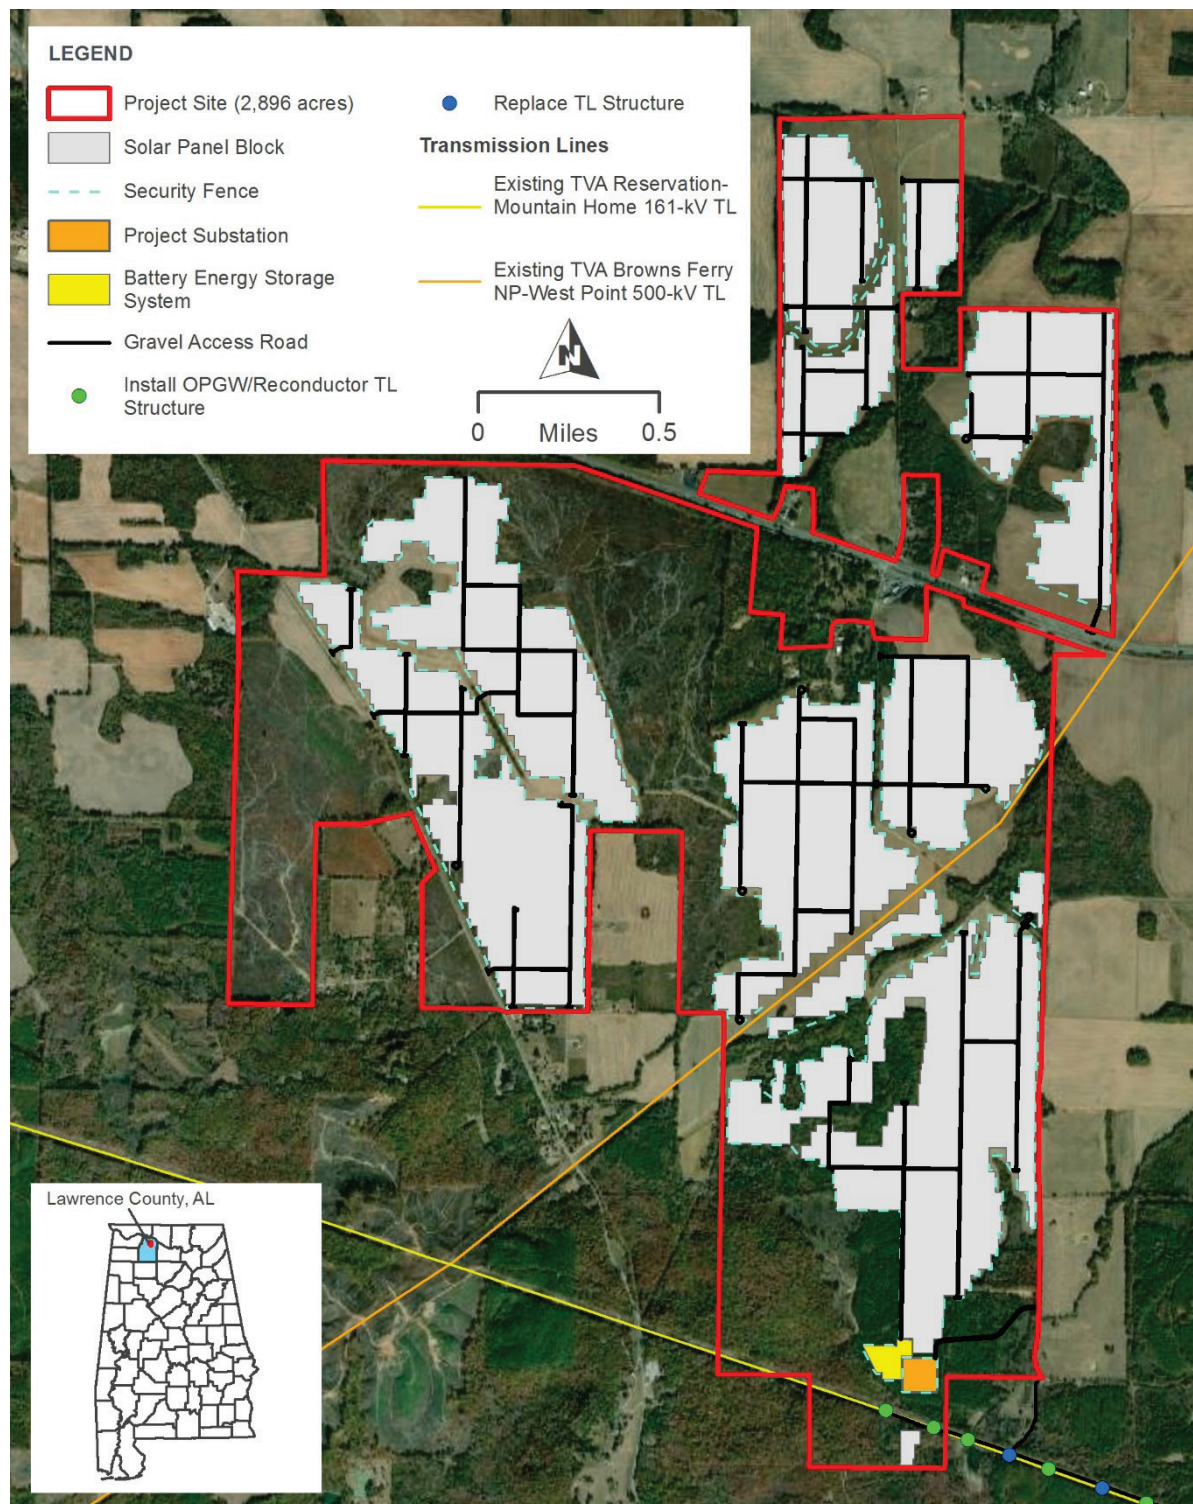 LEGEND
Project Site (2,896 acres)
Solar Panel Block
Security Fence
Project Substation
Battery Energy Storage
System
Gravel Access Road
Install OPGW/Reconductor TL
Structure
Replace TL Structure
Transmission Lines
Existing TVA Reservation-
Mountain Home 161-kV TL
Existing TVA Browns Ferry
NP-West Point 500-kV TL
N
0 Miles 0.5
Lawrence County, AL